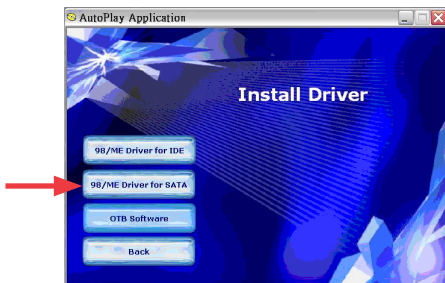 AutoPlay Application
Install Driver
98/ME Driver for IDE
98/ME Driver for SATA
OTB Software
Back